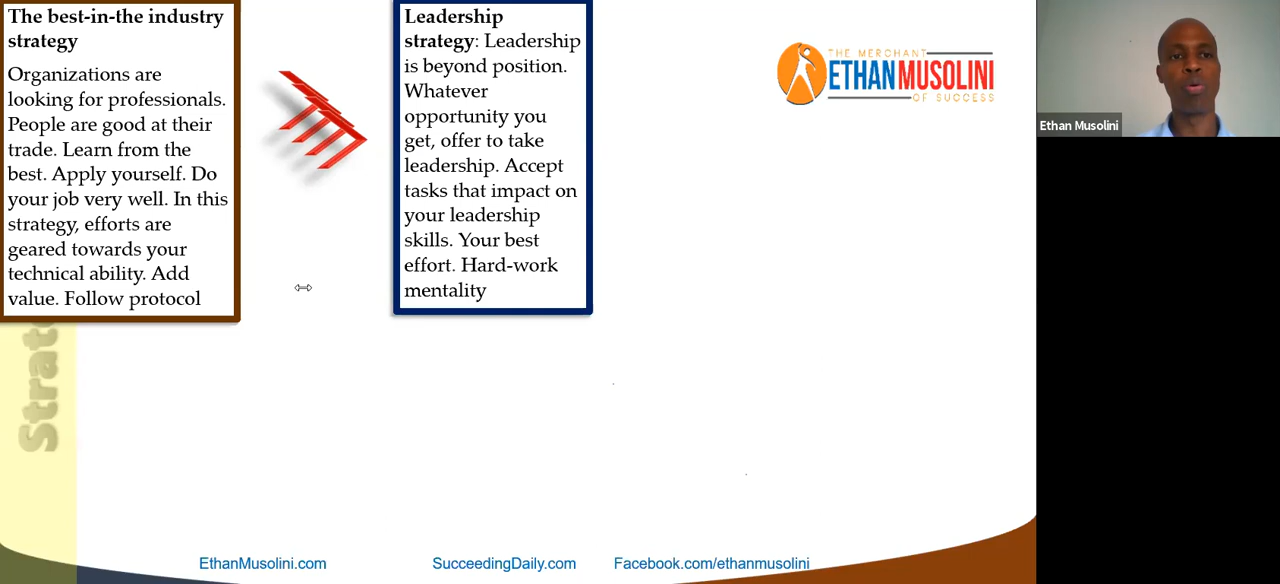 The best-in-the industry
strategy
Organizations are
looking for professionals.
People are good at their
trade. Learn from the
best. Apply yourself. Do
your job very well. In this
strategy, efforts are
geared towards your
technical ability. Add
value. Follow protocol
Leadership
strategy: Leadership
is beyond position.
Whatever
opportunity you
get, offer to take
leadership. Accept
tasks that impact on
your leadership
skills. Your best
effort. Hard-work
mentality
THE MERCHANT
ETHANMUSOLINI
OF SUCCESS
Ethan Musolini
Strat
EthanMusolini.com
SucceedingDaily.com
Facebook.com/ethanmusolini